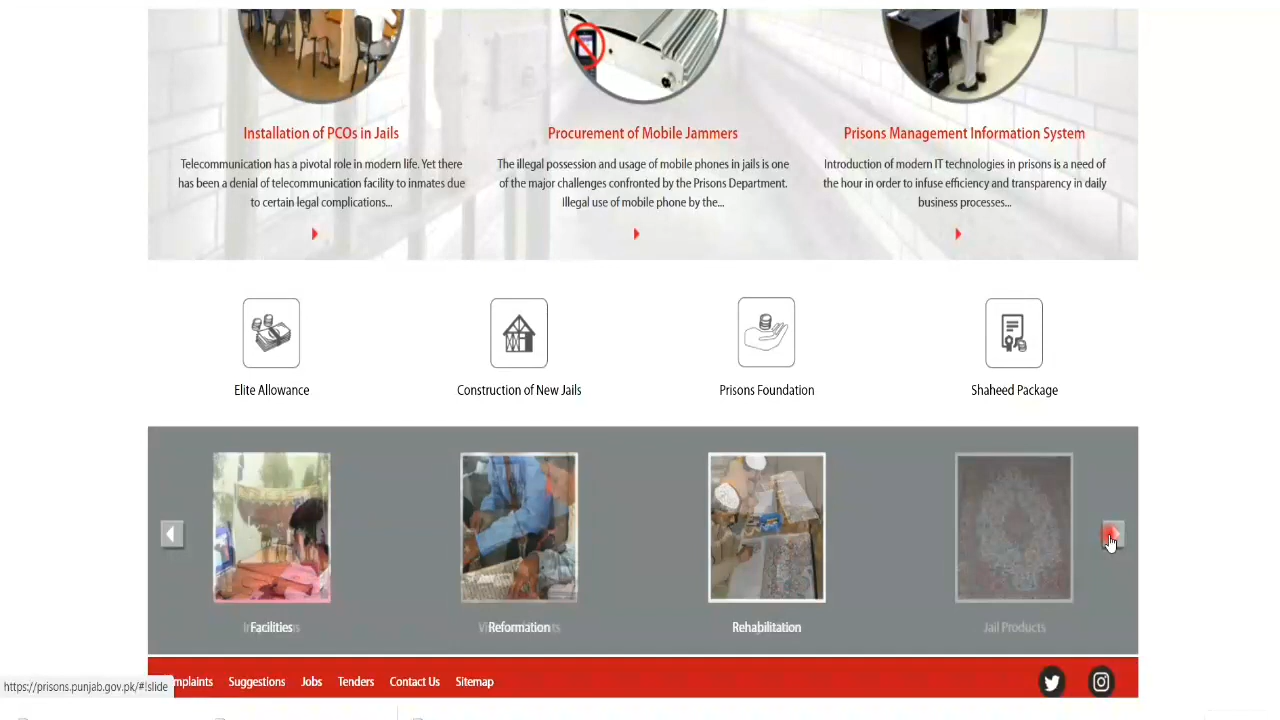 Installation of PCOs in Jails
Procurement of Mobile Jammers
Prisons Management Information System
Telecommunication has a pivotal role in modern life. Yet there
has been a denial of telecommunication facility to inmates due
to certain legal complications...
The illegal possession and usage of mobile phones in jails is one
of the major challenges confronted by the Prisons Department.
Illegal use of mobile phone by the...
Introduction of modern IT technologies in prisons is a need of
the hour in order to infuse efficiency and transparency in daily
business processes...
Elite Allowance
Construction of New Jails
Prisons Foundation
Shaheed Package
Facilities
Reformation
Rehabilitation
Jail Products
https://prisons.punjab.gov.pk/#!slide
mplaints
Suggestions
Jobs
Tenders
Contact Us
Sitemap